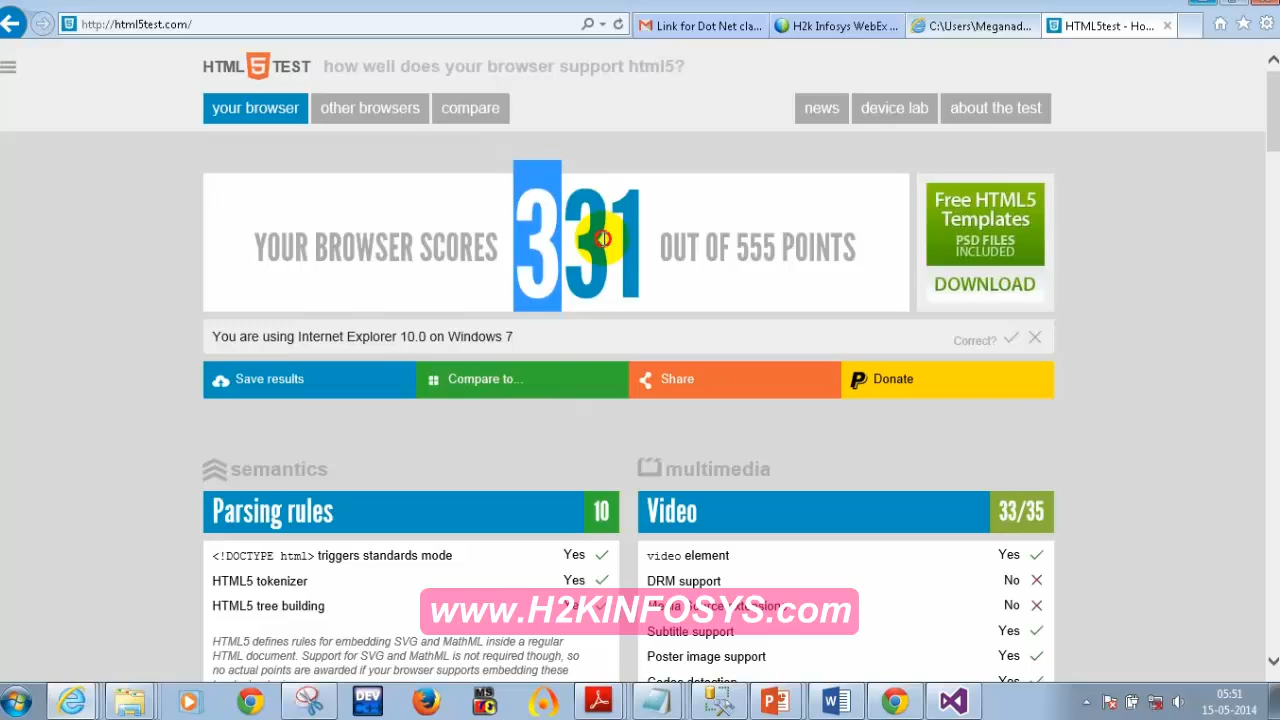 http://html5test.com/
Link for Dot Net cla...
H2k Infosys WebEx ...
C:\Users\Meganad...
HTML5test - Ho...
HTML 5 TEST how well does your browser support html5?
your browser
other browsers
compare
news
device lab
about the test
YOUR BROWSER SCORES 331 OUT OF 555 POINTS
Free HTML5
Templates
PSD FILES
INCLUDED
DOWNLOAD
You are using Internet Explorer 10.0 on Windows 7
Correct?
Save results
Compare to...
Share
Donate
semantics
Parsing rules 10
<!DOCTYPE html> triggers standards mode Yes
HTML5 tokenizer Yes
HTML5 tree building
HTML5 defines rules for embedding SVG and MathML inside a regular
HTML document. Support for SVG and MathML is not required though, so
no actual points are awarded if your browser supports embedding these
multimedia
Video 33/35
video element Yes
DRM support No
No
Subtitle support Yes
Poster image support Yes
www.H2KINFOSYS.com
DEV
MS
05:51
15-05-2014